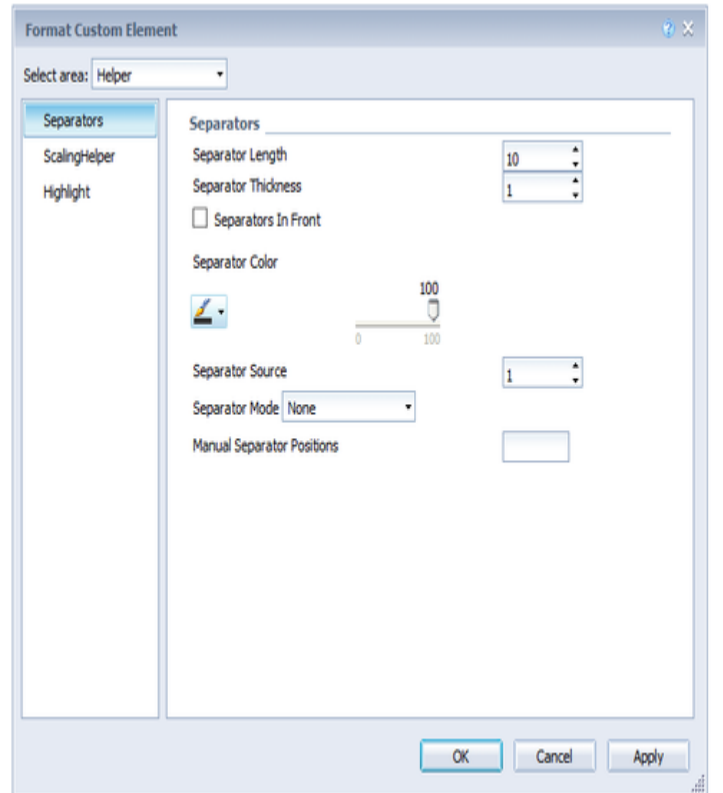 Format Custom Element
Select area: Helper
Separators
ScalingHelper
Highlight
Separators
Separator Length 10
Separator Thickness 1
Separators In Front
Separator Color
100
0 100
Separator Source 1
Separator Mode None
Manual Separator Positions
OK Cancel Apply